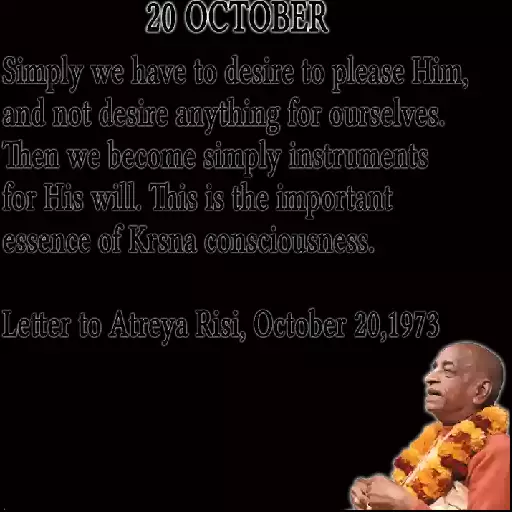 20 OCTOBER
Simply we have to desire to please Him,
and not desire anything for ourselves.
Then we become simply instruments
for His will. This is the important
essence of Krsna consciousness.
Letter to Atreya Risi, October 20,1973